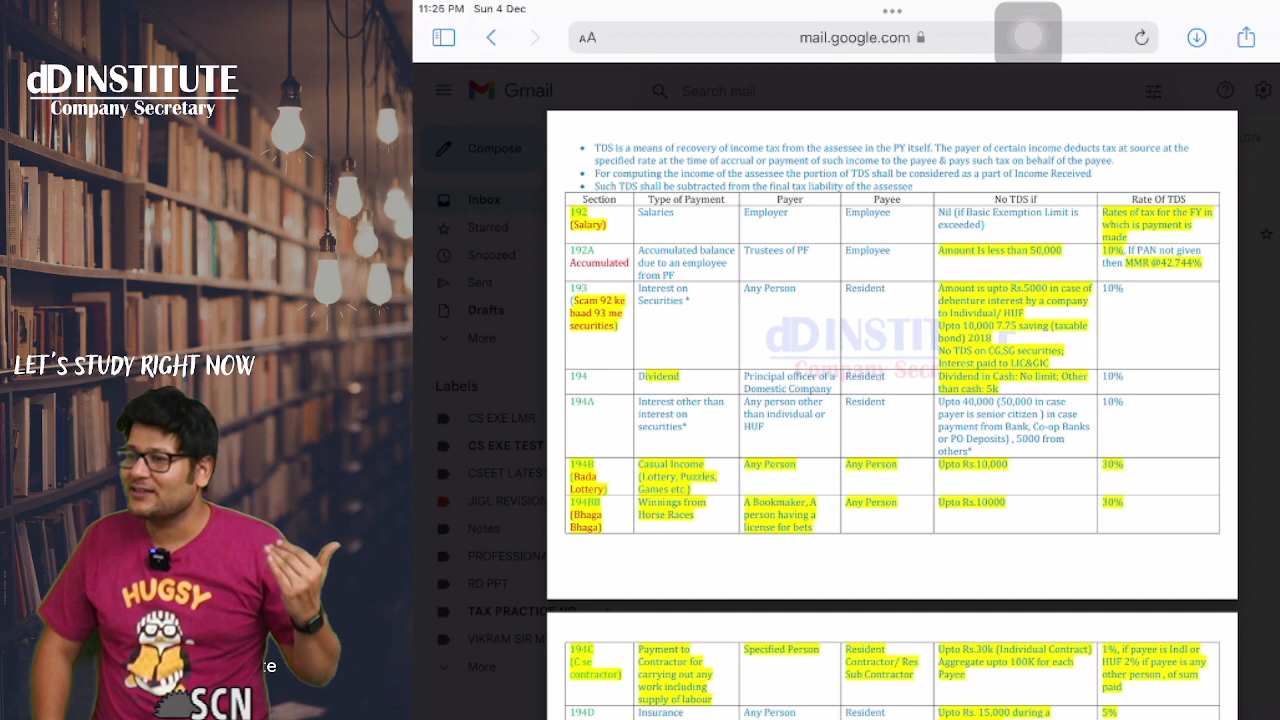 11:25 PM Sun 4 Dec
AA
mail.google.com
dD INSTITUTE
Company Secretary
LET'S STUDY RIGHT NOW
HUGSY
te
SCN
Gmail
Search mail
Compose
Inbox
Starred
Snoozed
Sent
Drafts
More
Labels
CS EXE LMR
CS EXE TEST
CSEET LATEST
JIGL REVISION
Notes
PROFESSIONA
RD PPT
TAX PRACTICE
VIKRAM SIR M
More
• TDS is a means of recovery of income tax from the assessee in the PY itself. The payer of certain income deducts tax at source at the
specified rate at the time of accrual or payment of such income to the payee & pays such tax on behalf of the payee.
• For computing the income of the assessee the portion of TDS shall be considered as a part of Income Received
• Such TDS shall be subtracted from the final tax liability of the assessee
Section Type of Payment Payer Payee No TDS if Rate Of TDS
192 Salaries Employer Employee Nil (if Basic Exemption Limit is Rates of tax for the FY in
(Salary) exceeded) which is payment is
made
192A Accumulated balance Trustees of PF Employee Amount Is less than 50,000 10%, If PAN not given
Accumulated due to an employee then MMR @42.744%
from PF
193 Interest on Any Person Resident Amount is upto Rs.5000 in case of 10%
(Scam 92 ke Securities * debenture interest by a company
baad 93 me to Individual/ HUF
securities) Upto 10,000 7.75 saving (taxable
bond) 2018
No TDS on CG,SG securities;
Interest paid to LIC&GIC
dD INSTITUTE
Company Secretary
194 Dividend Principal officer of a Resident Dividend in Cash: No limit; Other 10%
Domestic Company than cash: 5k
194A Interest other than Any person other Resident Upto 40,000 (50,000 in case 10%
interest on than individual or payer is senior citizen ) in case
securities* HUF payment from Bank, Co-op Banks
or PO Deposits) , 5000 from
others*
194B Casual Income Any Person Any Person Upto Rs.10,000 30%
(Bada (Lottery, Puzzles,
Lottery) Games etc.)
194BB Winnings from A Bookmaker, A Any Person Upto Rs.10000 30%
(Bhaga Horse Races person having a
Bhaga) license for bets
194C Payment to Specified Person Resident Upto Rs.30k (Individual Contract) 1%, if payee is Indl or
(C se Contractor for Contractor/ Res Aggregate upto 100K for each HUF 2% if payee is any
contractor) carrying out any Sub Contractor Payee other person , of sum
work including paid
supply of labour
194D Insurance Any Person Resident Upto Rs. 15,000 during a 5%